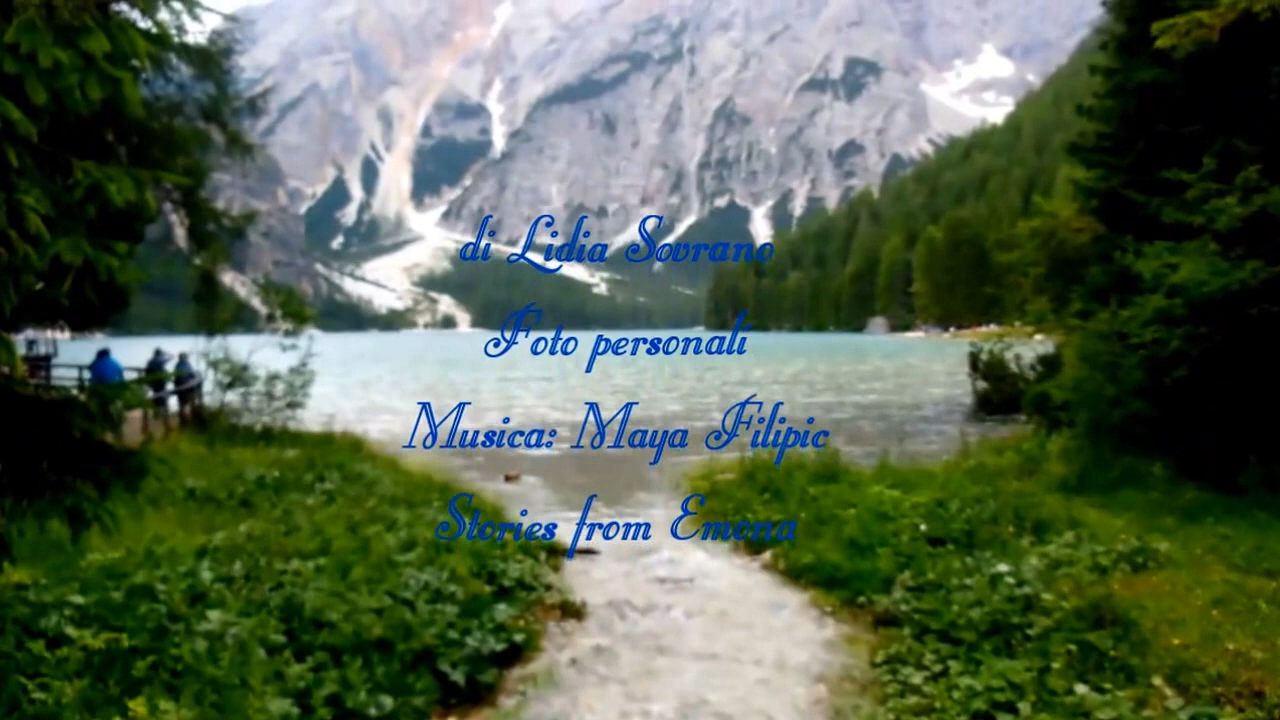 di Lidia Sovrano
Foto personali
Musica: Maya Filipic
Stories from Emona